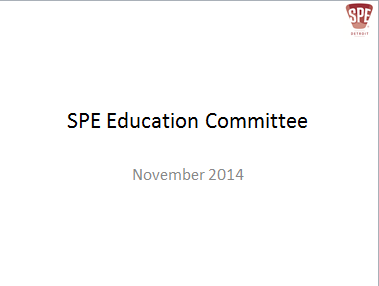 SPE
DETROIT
SPE Education Committee
November 2014